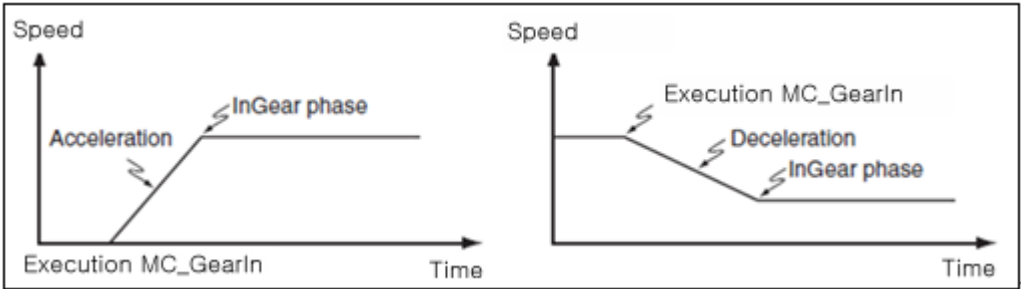 Speed
InGear phase
Acceleration
Execution MC_GearIn
Time
Speed
Execution MC_GearIn
Deceleration
InGear phase
Time